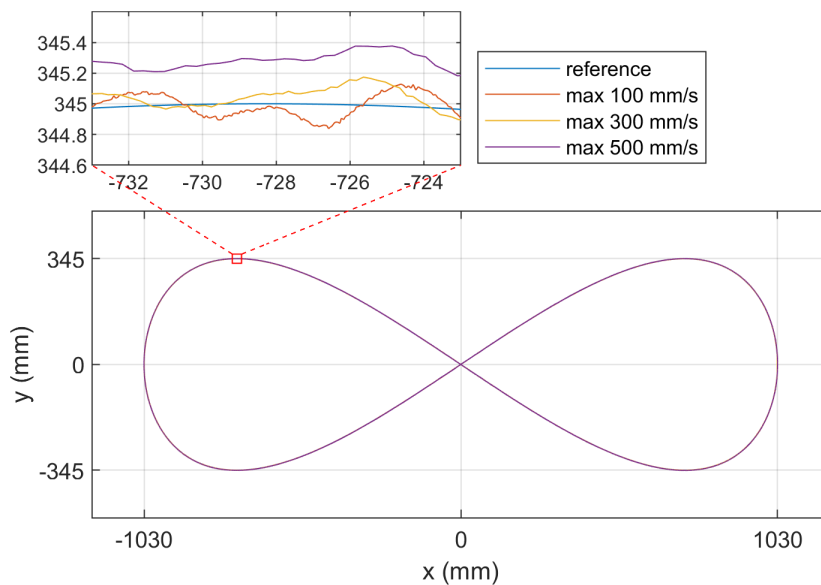 345.4
345.2
345
344.8
344.6
-732 -730 -728 -726 -724
reference
max 100 mm/s
max 300 mm/s
max 500 mm/s
345
0
-345
y (mm)
-1030 0 1030
x (mm)